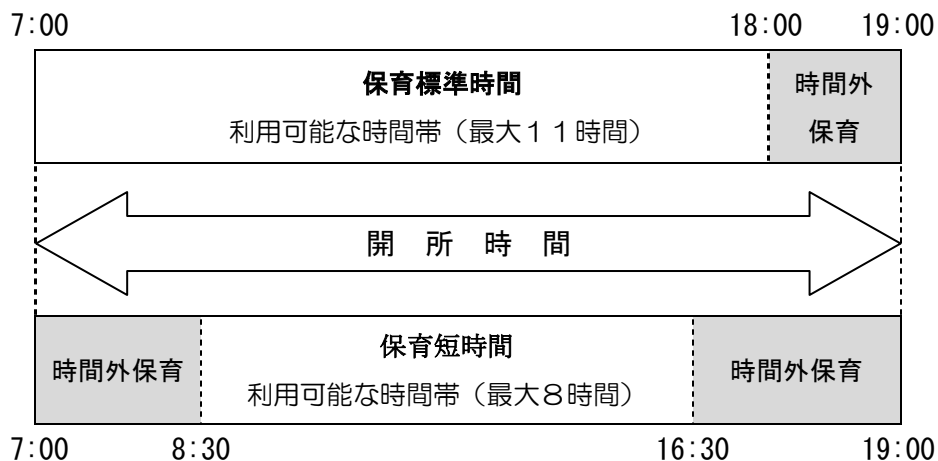 7:00 18:00 19:00
保育標準時間
利用可能な時間帯（最大１１時間）
時間外
保育
開所時間
時間外保育
保育短時間
利用可能な時間帯（最大８時間）
時間外保育
7:00 8:30 16:30 19:00